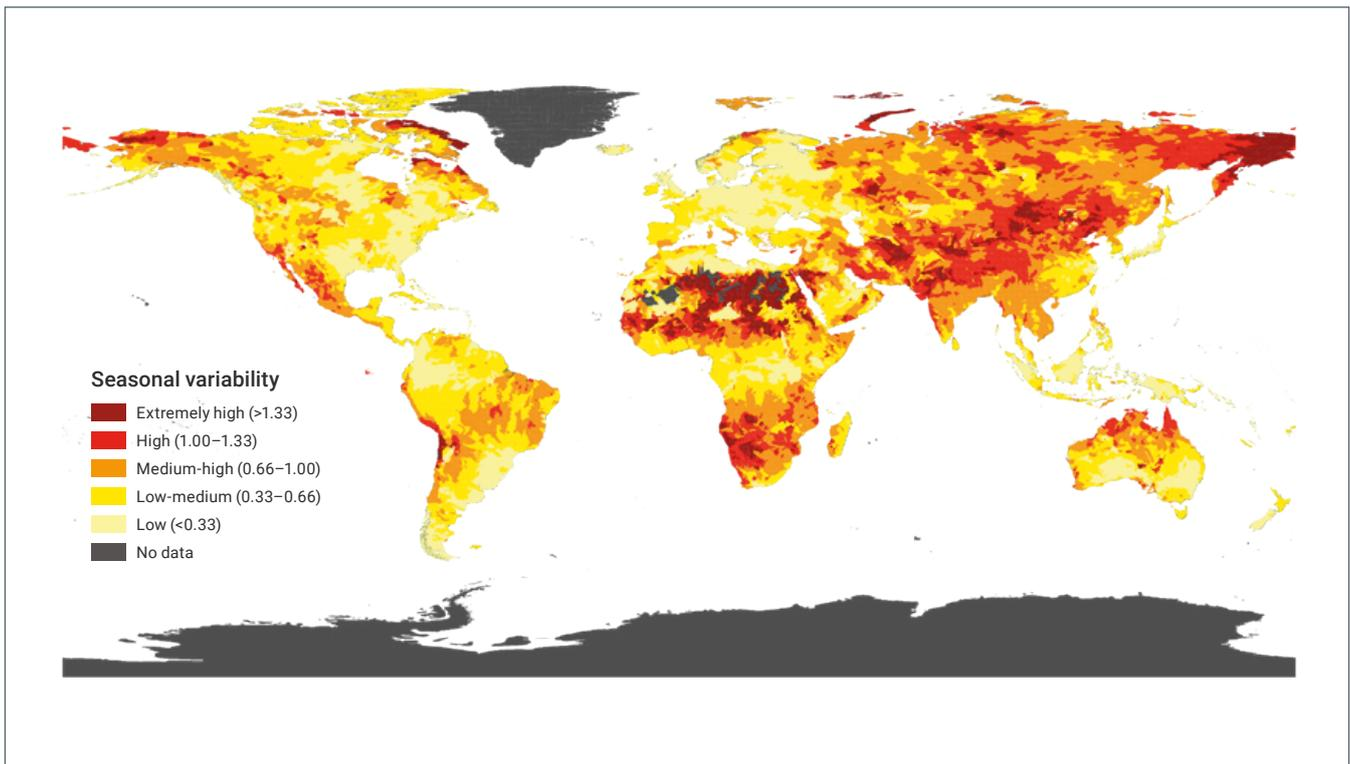 Seasonal variability
Extremely high (>1.33)
High (1.00–1.33)
Medium-high (0.66–1.00)
Low-medium (0.33–0.66)
Low (<0.33)
No data